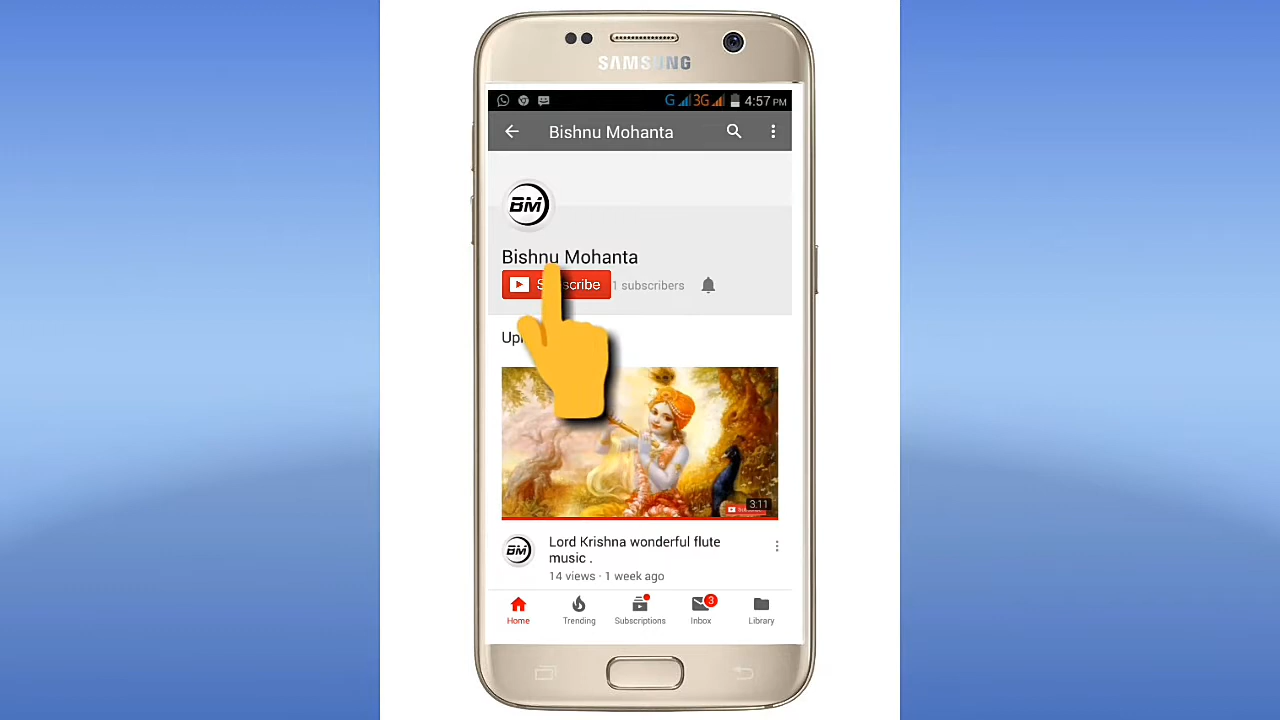 SAMSUNG
G 3G 4:57 PM
Bishnu Mohanta
BM
Bishnu Mohanta
1 subscribers
3:11
BM
Lord Krishna wonderful flute
music .
14 views · 1 week ago
3
Home Trending Subscriptions Inbox Library